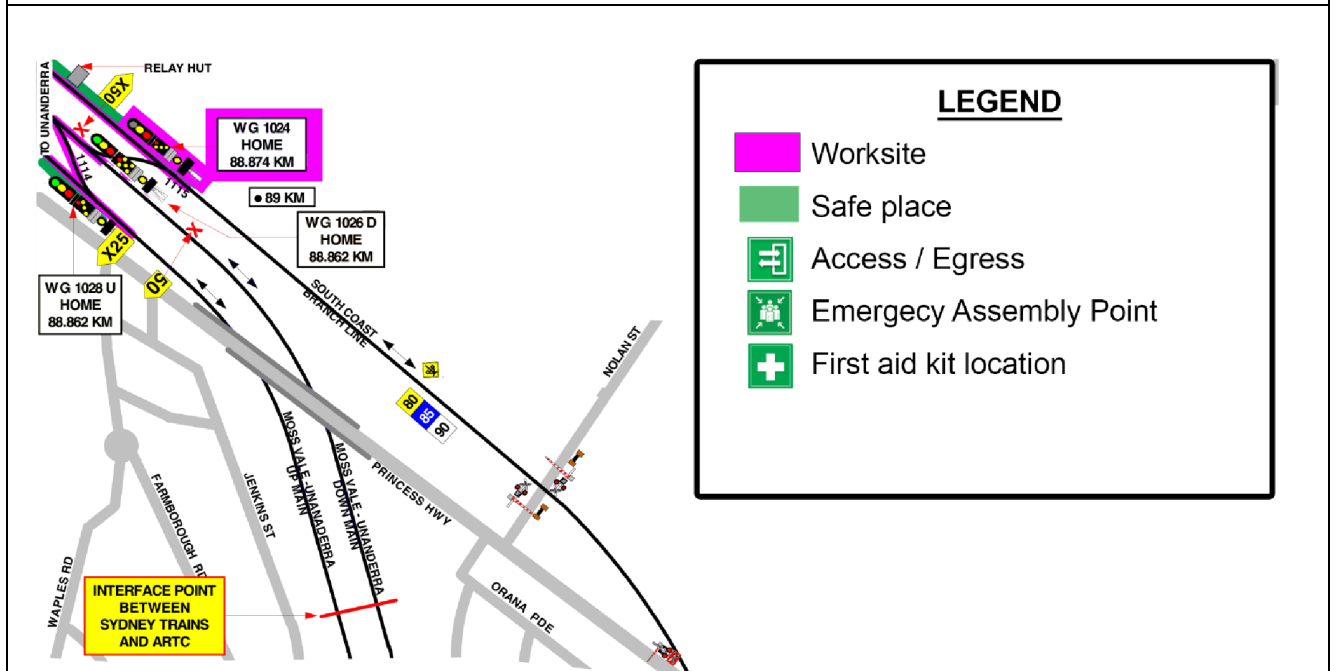 TO UNANDERRA
RELAY HUT
X50
WG 1024
HOME
88.874 KM
1114
1115
89 KM
WG 1026 D
HOME
88.862 KM
X25
50
WG 1028 U
HOME
88.862 KM
SOUTH COAST
BRANCH LINE
NOLAN ST
80
85
90
MOSS VALE - UNANADERRA
UP MAIN
MOSS VALE - UNANDERRA
DOWN MAIN
PRINCESS HWY
JENKINS ST
FARMBOROUGH RD
WAPLES RD
ORANA PDE
INTERFACE POINT
BETWEEN
SYDNEY TRAINS
AND ARTC
LEGEND
Worksite
Safe place
Access / Egress
Emergecy Assembly Point
First aid kit location